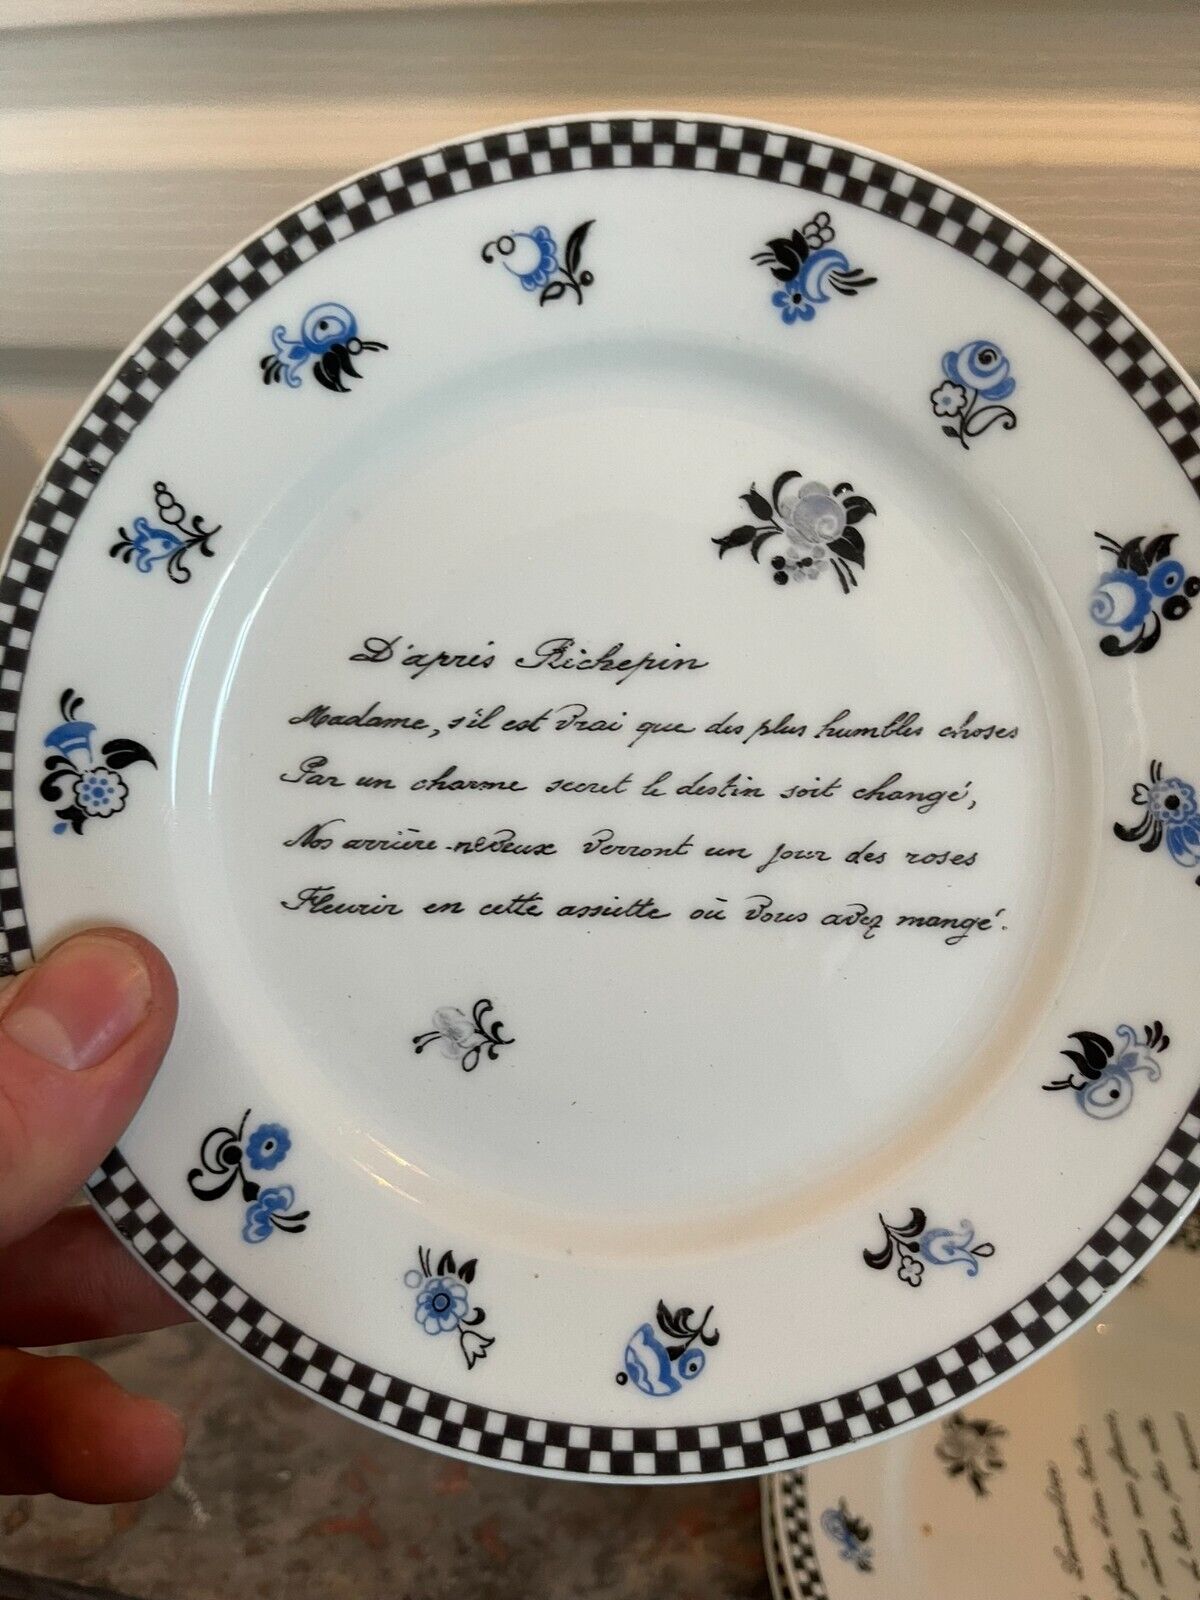 D'après Richepin
Madame, s'il est vrai que des plus humbles choses
Par un charme secret le destin soit changé,
Nos arrière-neveux verront un jour des roses
Fleurir en cette assiette où vous avez mangé.